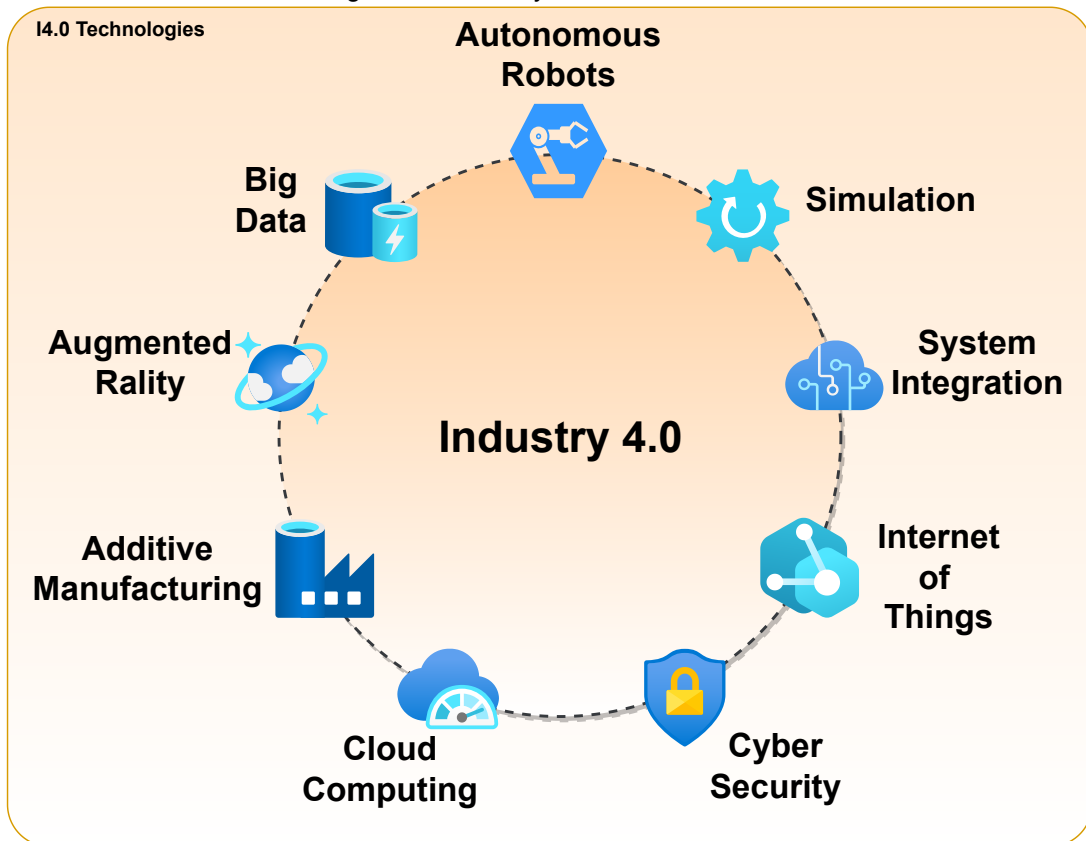 I4.0 Technologies
Autonomous
Robots
Big
Data
Simulation
Augmented
Rality
System
Integration
Industry 4.0
Additive
Manufacturing
Internet
of
Things
Cloud
Computing
Cyber
Security